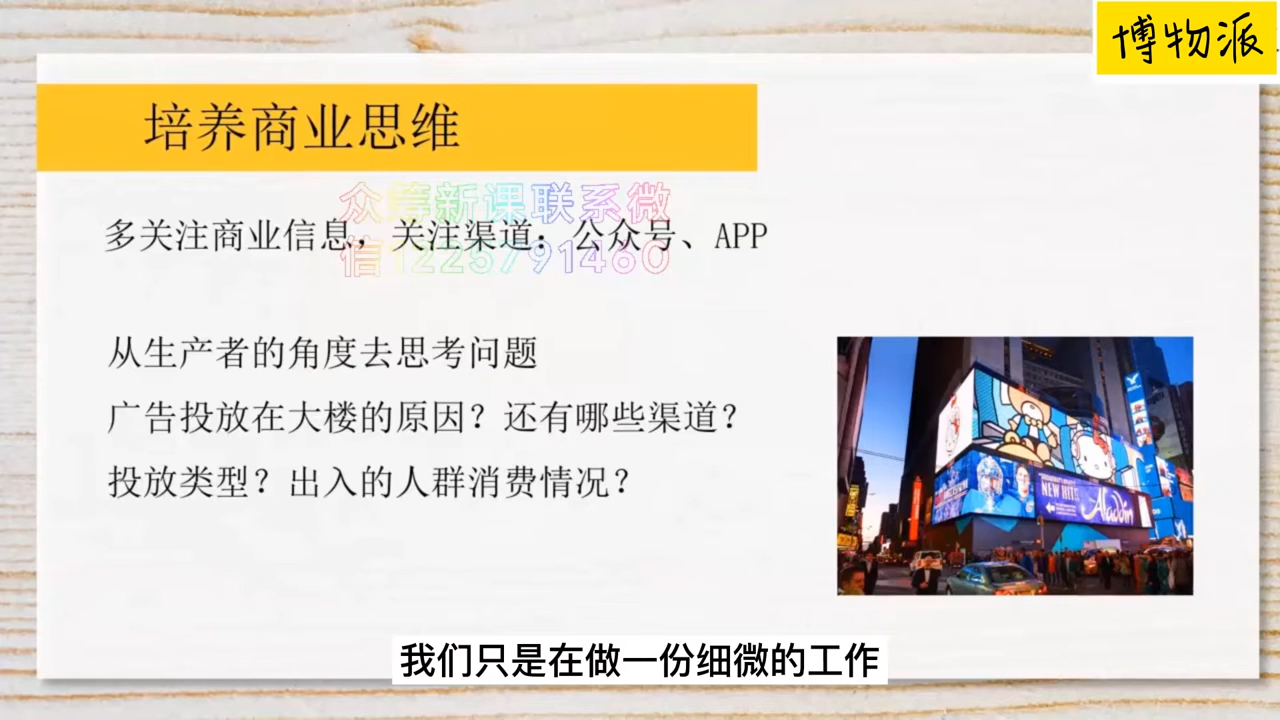 博物派
培养商业思维
众筹新课联系微
信1225791460
多关注商业信息，关注渠道：公众号、APP
从生产者的角度去思考问题
广告投放在大楼的原因？还有哪些渠道？
投放类型？出入的人群消费情况？
NEW HITS
Aladdin
我们只是在做一份细微的工作